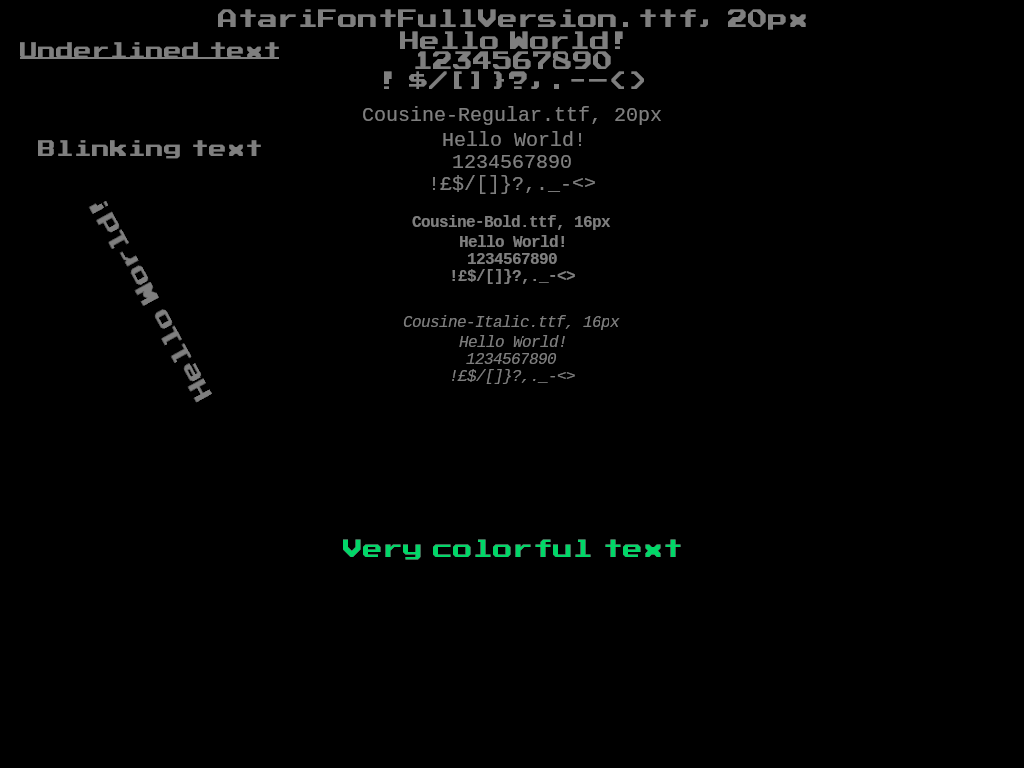 AtariFontFullVersion.ttf, 20px
Hello World!
1234567890
! $/[]}?,.--<>
Underlined text
Cousine-Regular.ttf, 20px
Hello World!
1234567890
!£$/[]}?,._-<>
Blinking text
Hello World!
Cousine-Bold.ttf, 16px
Hello World!
1234567890
!£$/[]}?,._-<>
Cousine-Italic.ttf, 16px
Hello World!
1234567890
!£$/[]}?,._-<>
Very colorful text